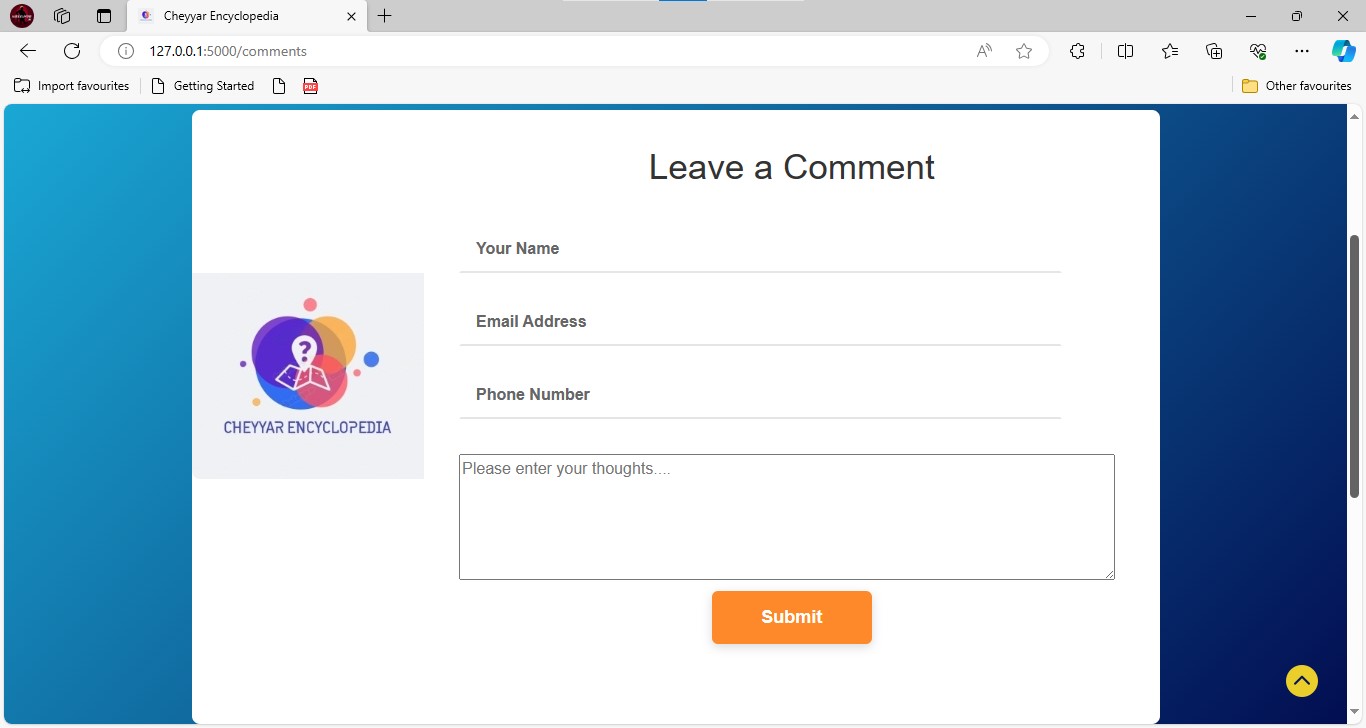 Cheyyar Encyclopedia
127.0.0.1:5000/comments
Import favourites
Getting Started
PDF
Other favourites
Leave a Comment
Your Name
Email Address
Phone Number
?
CHEYYAR ENCYCLOPEDIA
Please enter your thoughts....
Submit